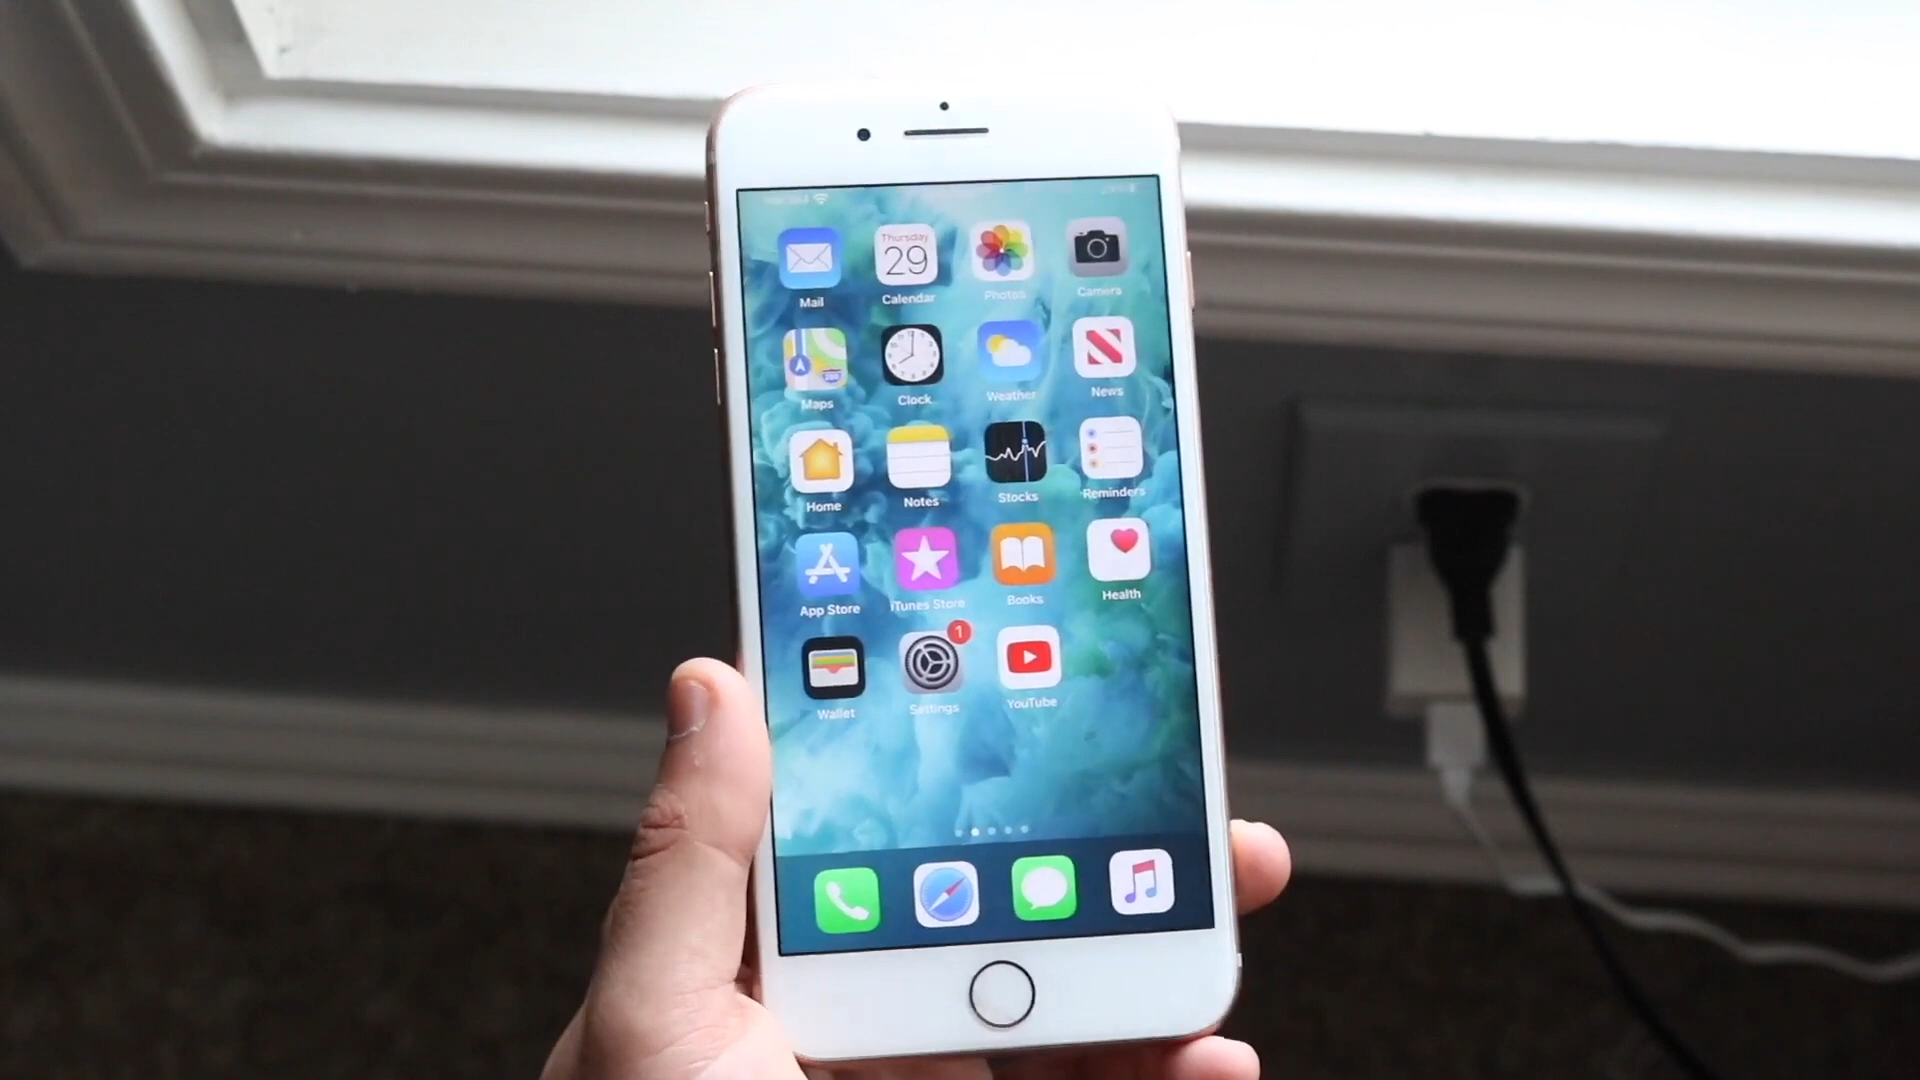 Mail
Thursday
29
Calendar
Photos
Camera
Maps
Clock
Weather
News
Home
Notes
Stocks
Reminders
App Store
iTunes Store
Books
Health
1
Wallet
Settings
YouTube